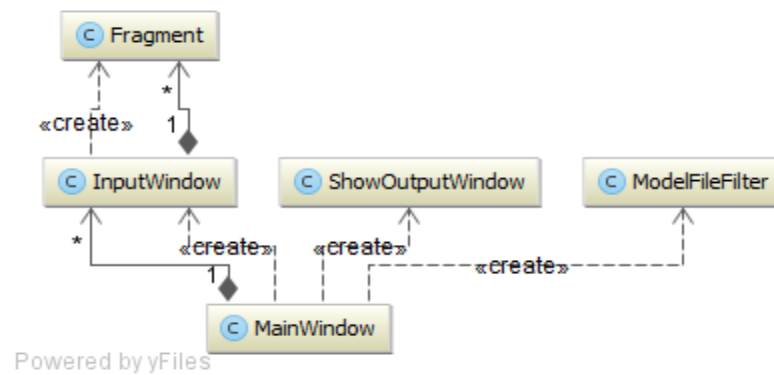 C Fragment
*
«create»
1
C InputWindow
C ShowOutputWindow
C ModelFileFilter
*
«create»
«create»
«create»
1
C MainWindow
Powered by yFiles